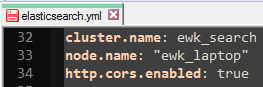 elasticsearch.yml
32 cluster.name: ewk_search
33 node.name: "ewk_laptop"
34 http.cors.enabled: true